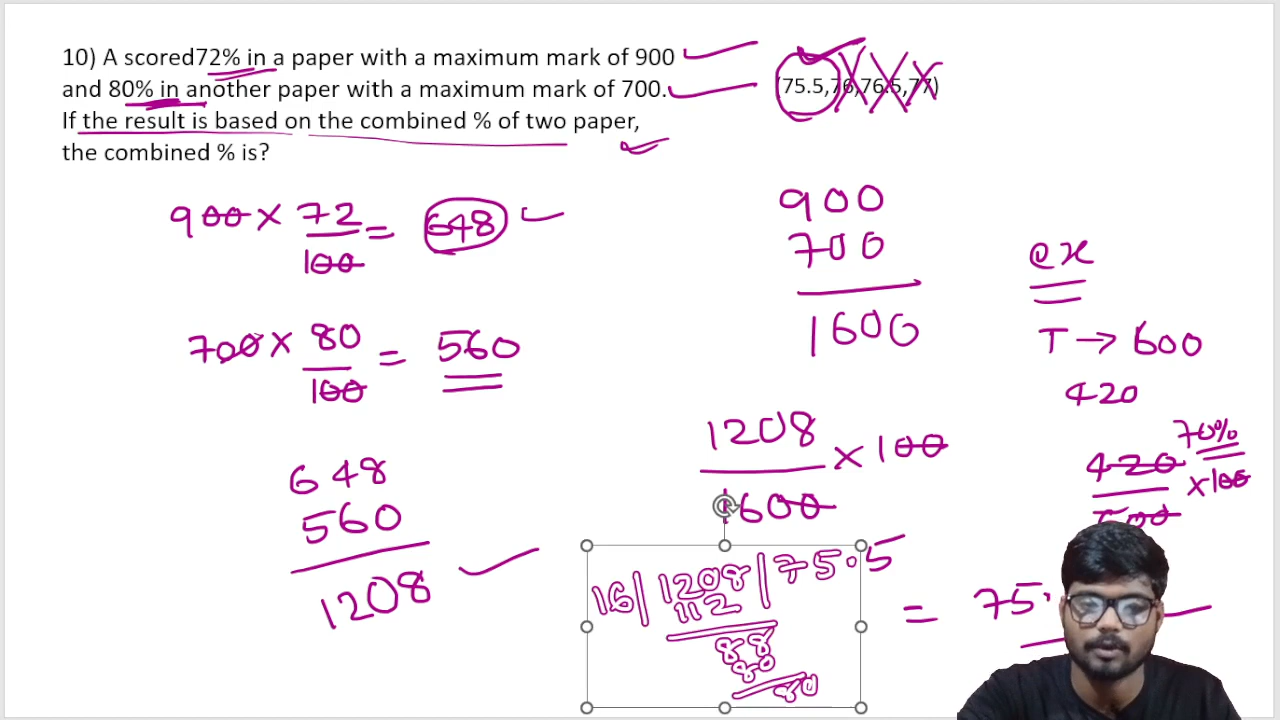 10) A scored72% in a paper with a maximum mark of 900
and 80% in another paper with a maximum mark of 700.
If the result is based on the combined % of two paper,
the combined % is?
(75.5,76,76.5,77)
900 × 72/100 = 648
700 × 80/100 = 560
648
560
1208
900
700
1600
1208/1600 × 100
16|1208|75.5
112
88
80
80
= 75.
ex
T → 600
420
420/600 × 100
70%